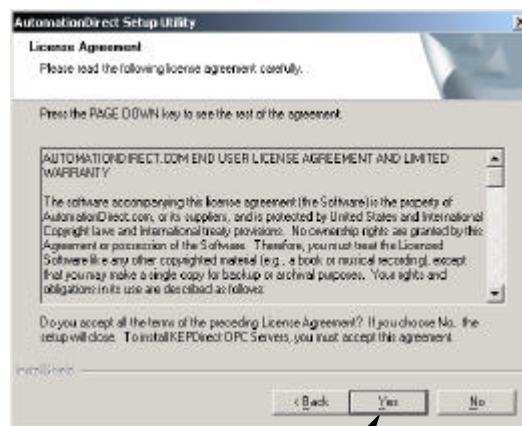 AutomationDirect Setup Utility
License Agreement
Please read the following license agreement carefully.
Press the PAGE DOWN key to see the rest of the agreement.
AUTOMATIONDIRECT.COM END USER LICENSE AGREEMENT AND LIMITED
WARRANTY
The software accompanying this license agreement (the Software) is the property of
AutomationDirect.com, or its suppliers, and is protected by United States and International
Copyright laws and international treaty provisions. No ownership rights are granted by this
Agreement or possession of the Software. Therefore, you must treat the Licensed
Software like any other copyrighted material (e.g., a book or musical recording), except
that you may make a single copy for backup or archival purposes. Your rights and
obligations in its use are described as follows:
Do you accept all the terms of the preceding License Agreement? If you choose No, the
setup will close. To install KEPDirect OPC Servers, you must accept this agreement.
InstallShield
< Back
Yes
No